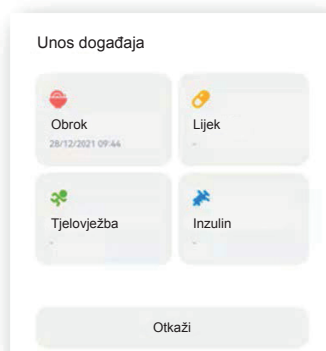 Unos događaja
Obrok
28/12/2021 09:44
Lijek
-
Tjelovježba
-
Inzulin
-
Otkaži